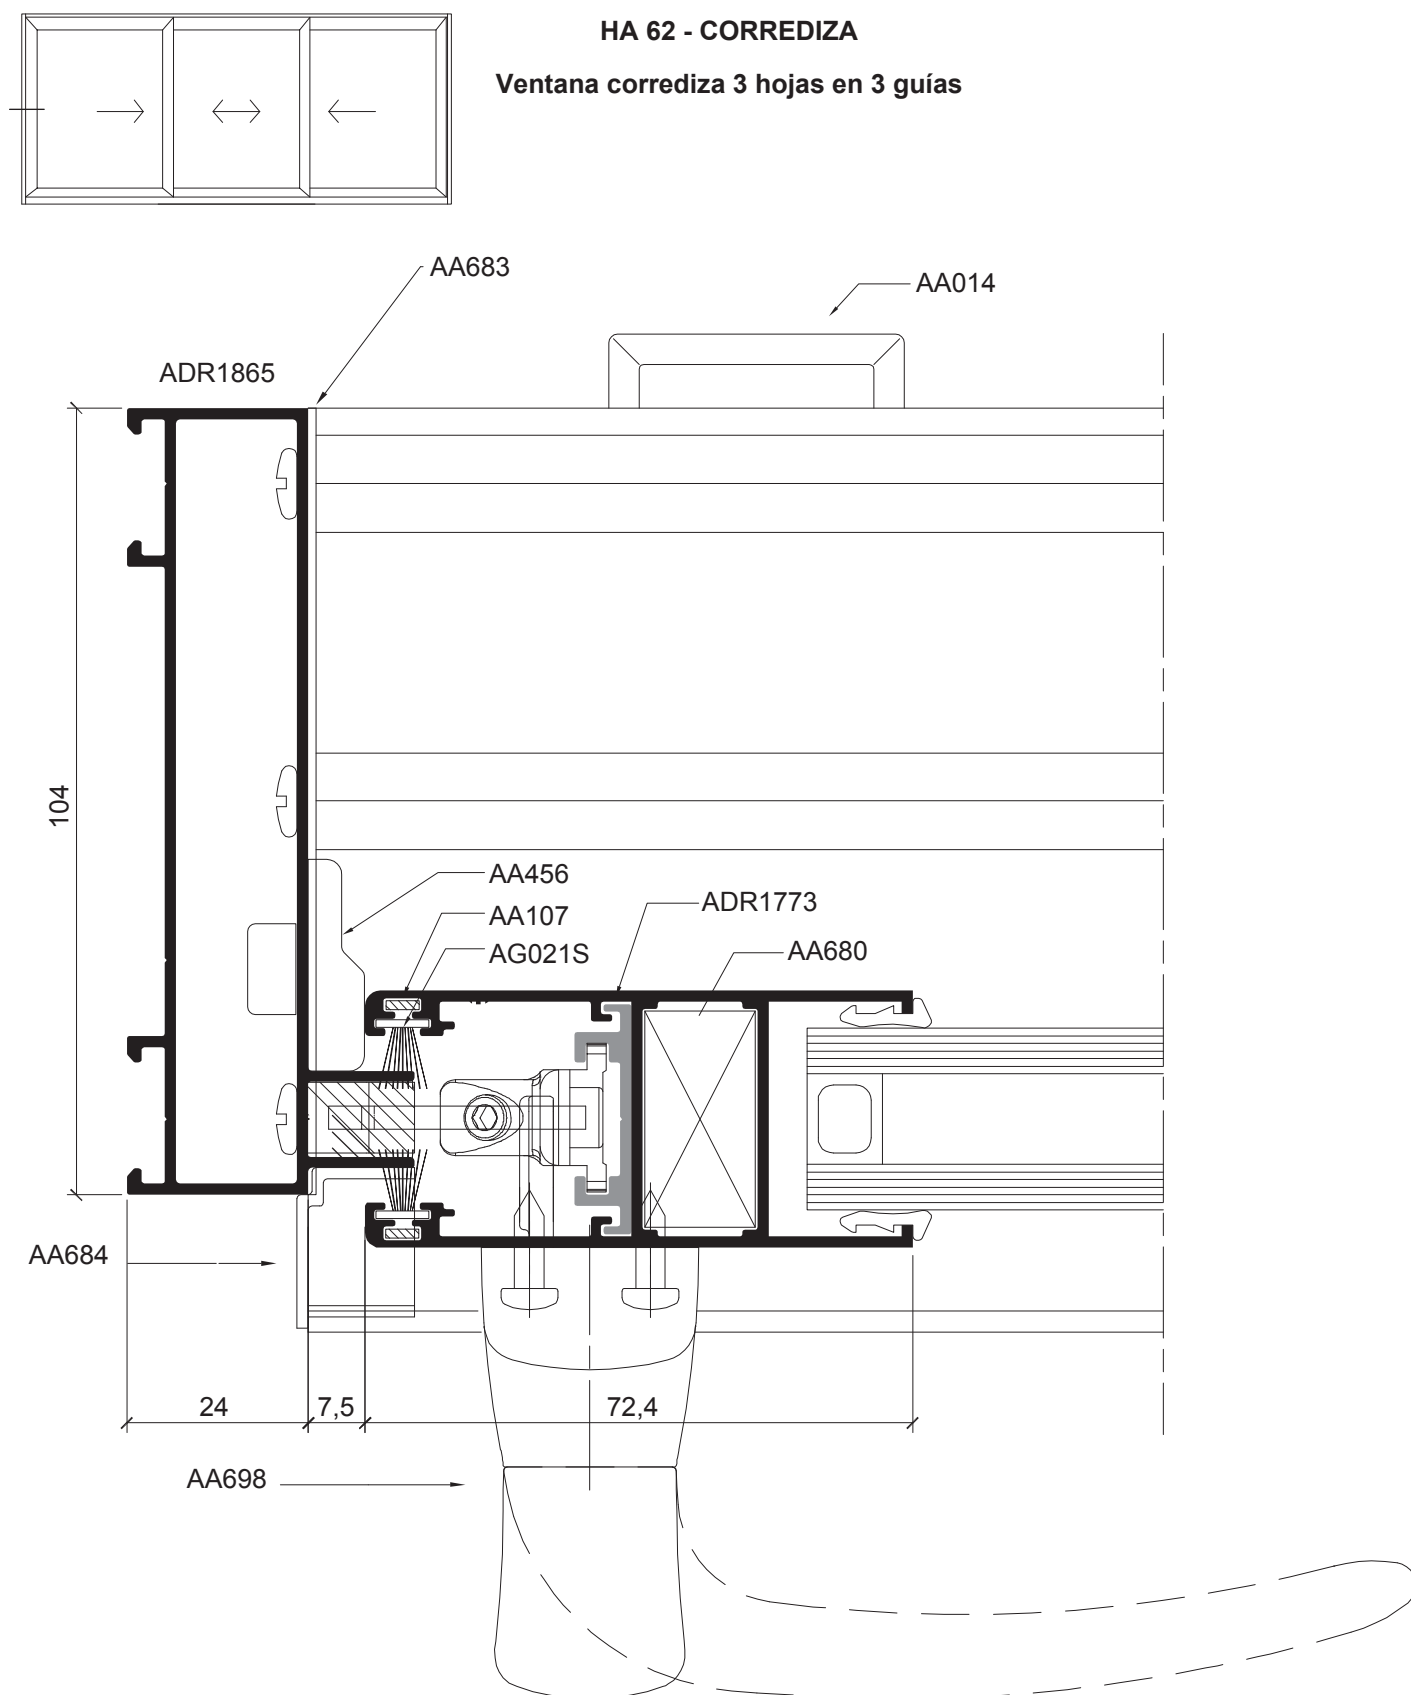 HA 62 - CORREDIZA
Ventana corrediza 3 hojas en 3 guías
AA683
AA014
ADR1865
104
AA456
ADR1773
AA107
AG021S
AA680
AA684
24
7,5
72,4
AA698